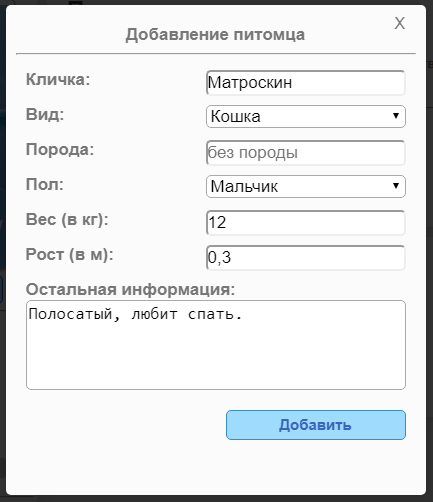 X
Добавление питомца
Кличка: Матроскин
Вид: Кошка
Порода: без породы
Пол: Мальчик
Вес (в кг): 12
Рост (в м): 0,3
Остальная информация:
Полосатый, любит спать.
Добавить